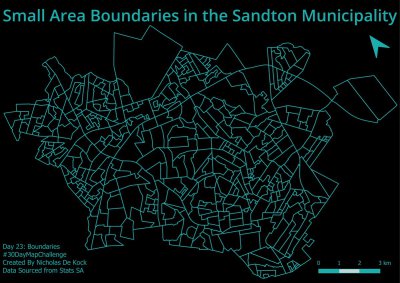 Small Area Boundaries in the Sandton Municipality
Day 23: Boundaries
#30DayMapChallenge
Created By Nicholas De Kock
Data Sourced from Stats SA
0 1 2 3 km